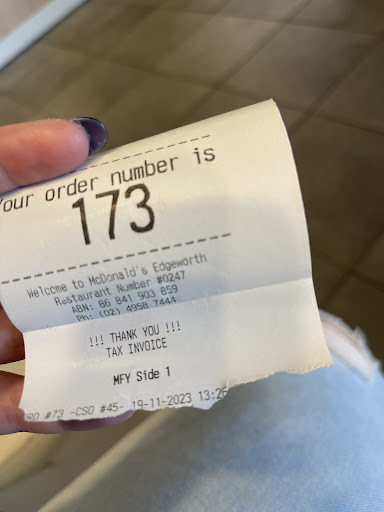 our order number is
173
Welcome to McDonald's Edgeworth
Restaurant Number #0247
ABN: 86 841 903 859
Ph: (02) 4958 7444
!!! THANK YOU !!!
TAX INVOICE
MFY Side 1
#73 -CSO #45- 19-11-2023 13:26